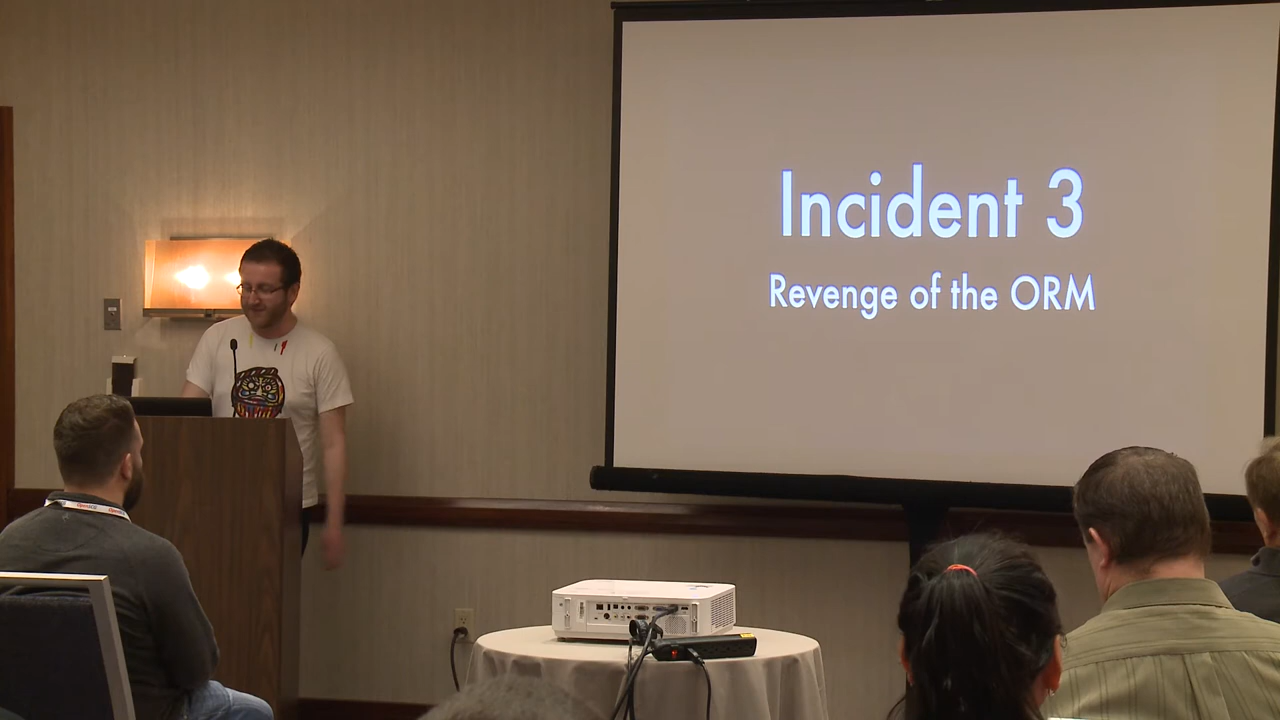 Incident 3
Revenge of the ORM